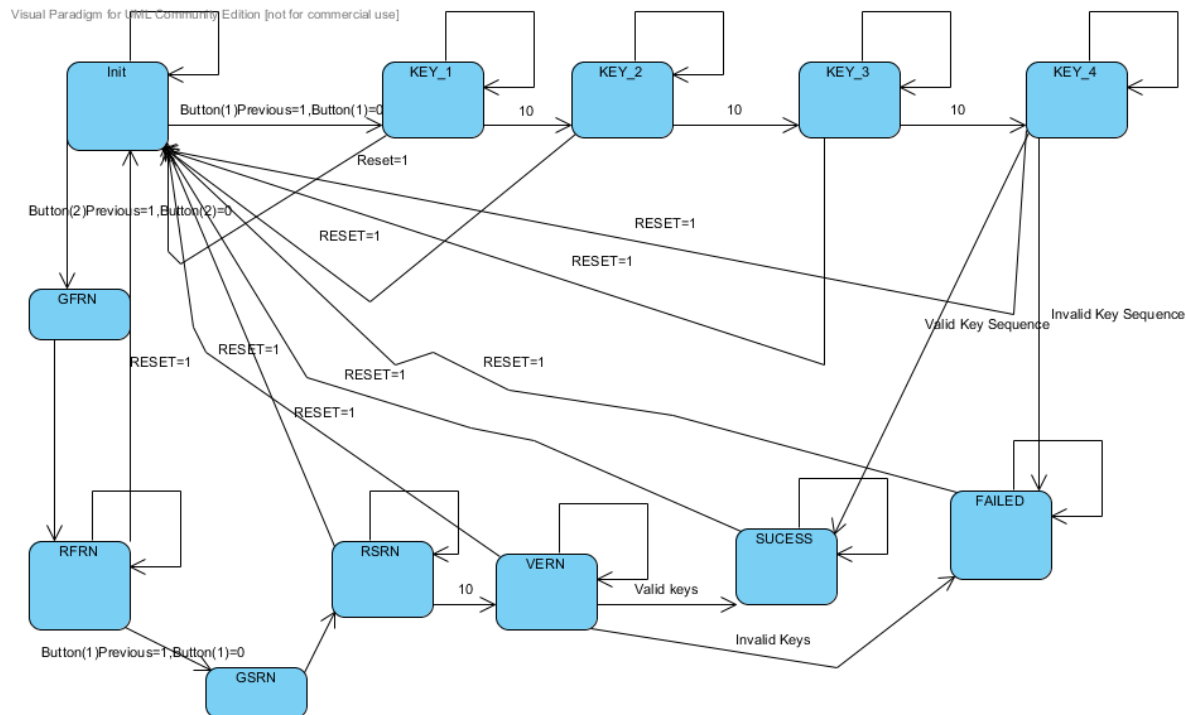 Visual Paradigm for UML Community Edition [not for commercial use]
Init
KEY_1
KEY_2
KEY_3
KEY_4
Button(1)Previous=1,Button(1)=0
10
10
10
Reset=1
Button(2)Previous=1,Button(2)=0
RESET=1
RESET=1
RESET=1
GFRN
Valid Key Sequence
Invalid Key Sequence
RESET=1
RESET=1
RESET=1
RESET=1
RESET=1
FAILED
RFRN
RSRN
VERN
SUCESS
10
Valid keys
Invalid Keys
Button(1)Previous=1,Button(1)=0
GSRN